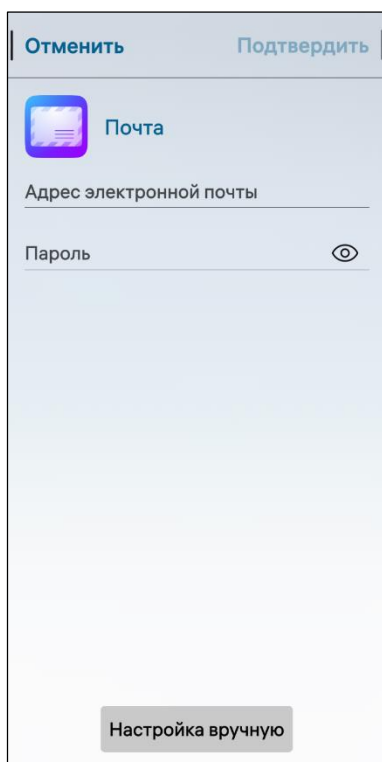 Отменить Подтвердить
Почта
Адрес электронной почты
Пароль
Настройка вручную